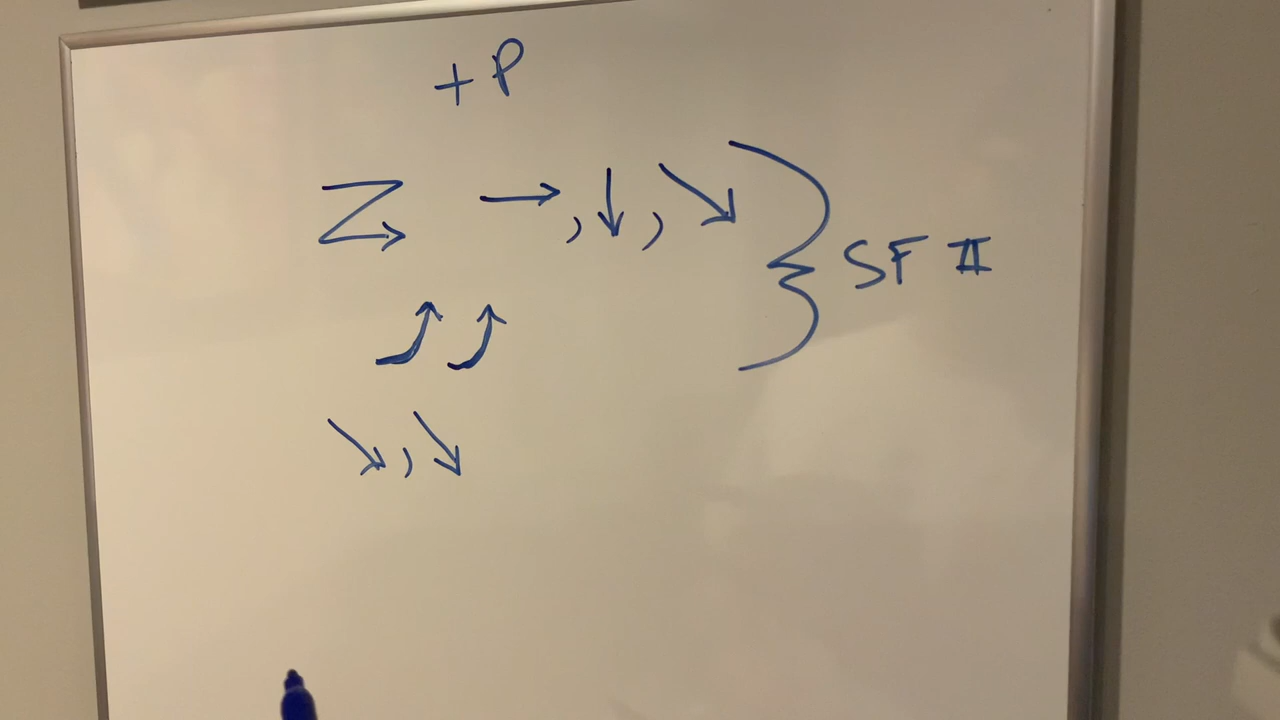 + P
Z →, ↓, ↘ } SF II
⤴ ⤴
↘, ↘